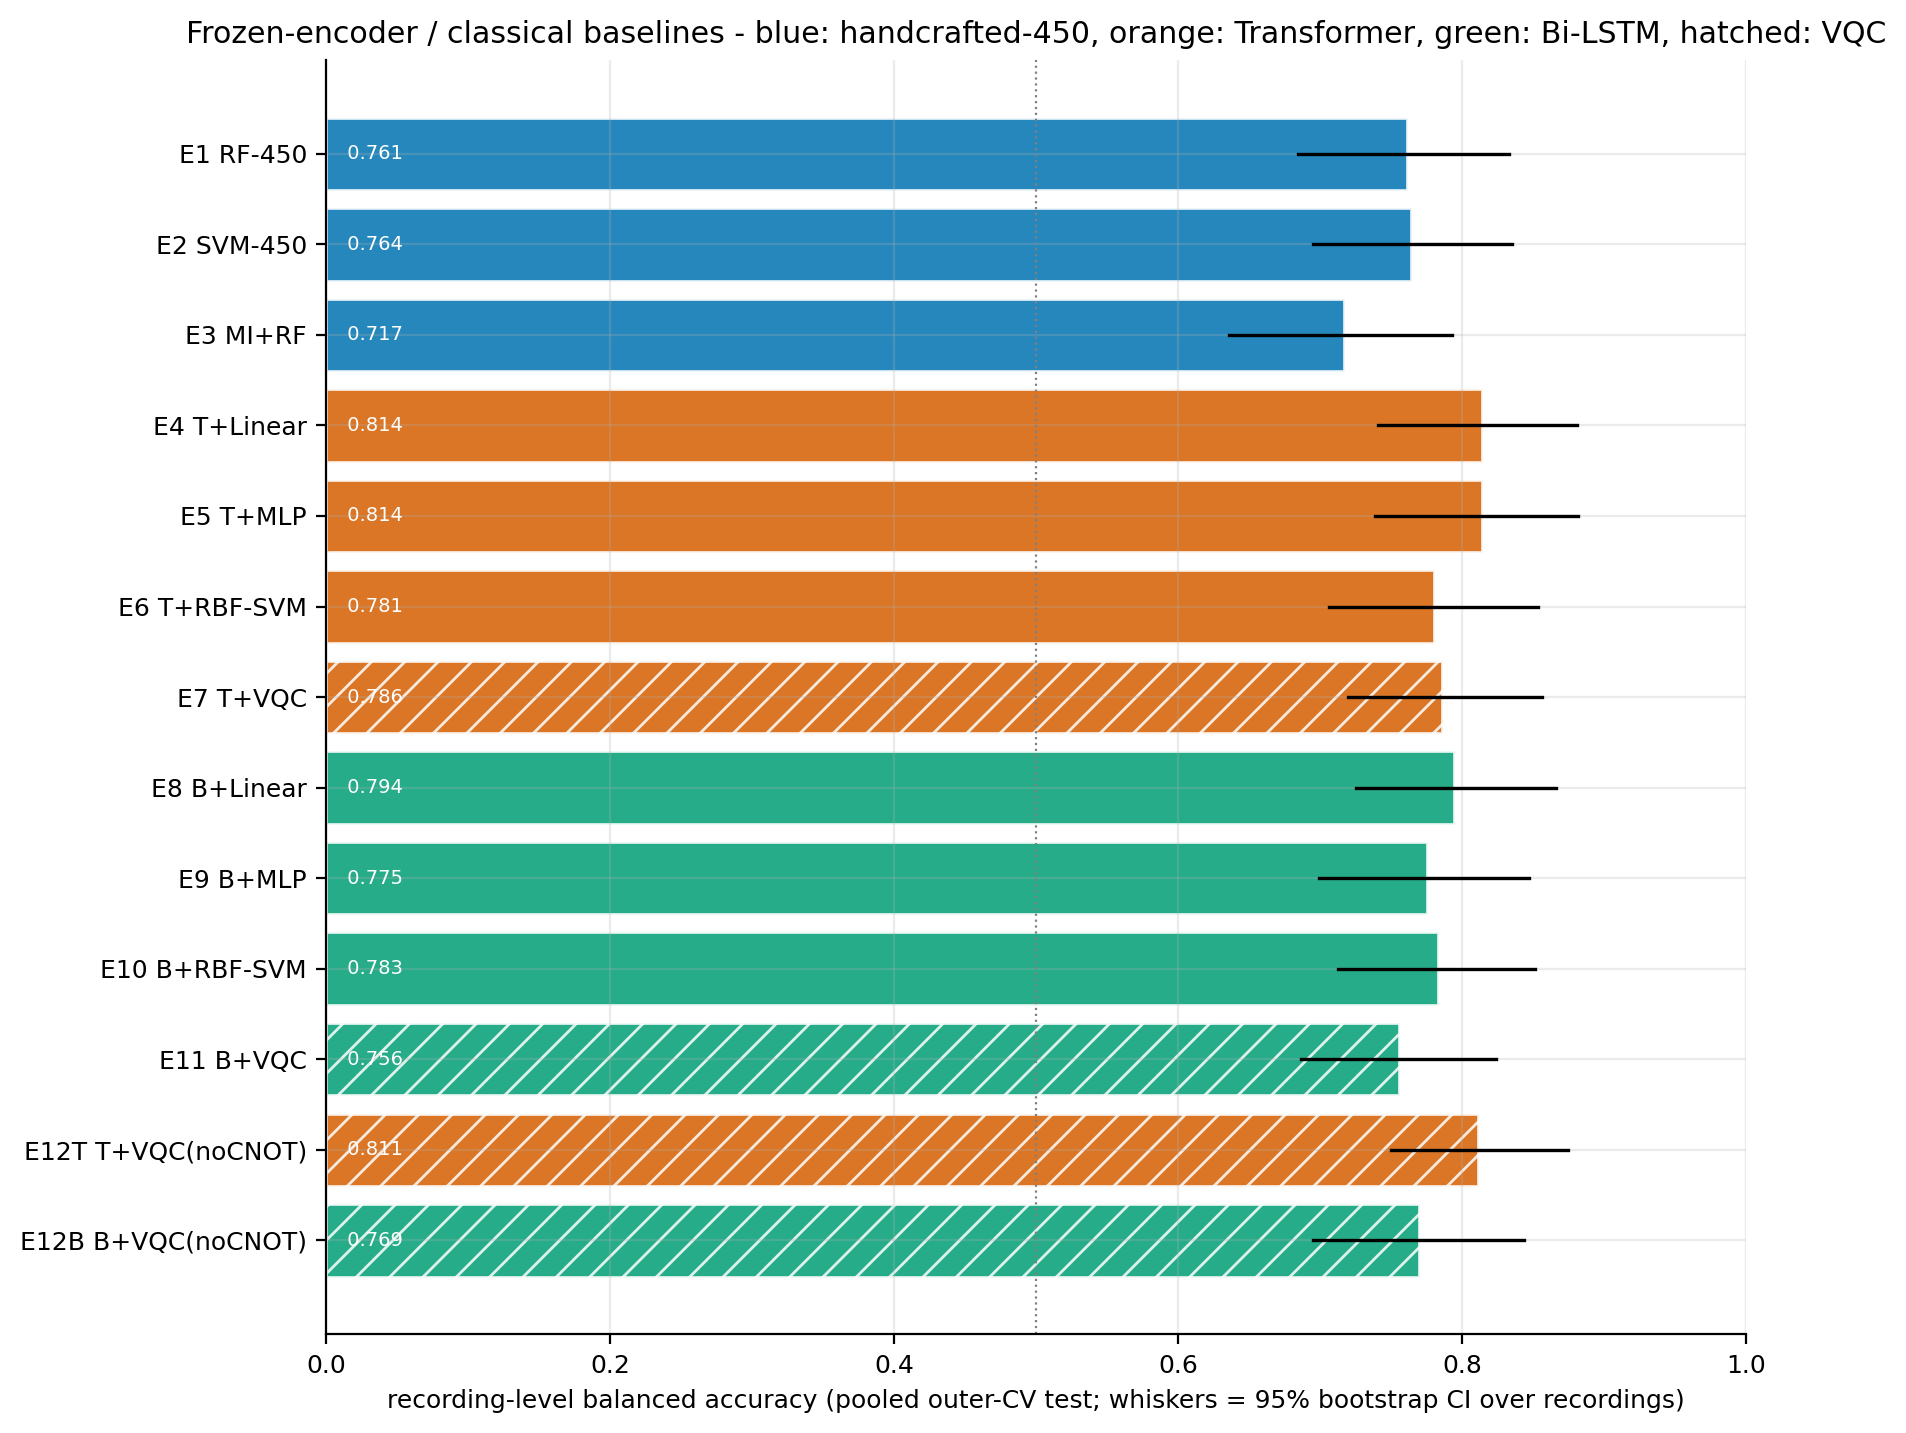 Frozen-encoder / classical baselines - blue: handcrafted-450, orange: Transformer, green: Bi-LSTM, hatched: VQC
E1 RF-450 0.761
E2 SVM-450 0.764
E3 MI+RF 0.717
E4 T+Linear 0.814
E5 T+MLP 0.814
E6 T+RBF-SVM 0.781
E7 T+VQC 0.786
E8 B+Linear 0.794
E9 B+MLP 0.775
E10 B+RBF-SVM 0.783
E11 B+VQC 0.756
E12T T+VQC(noCNOT) 0.811
E12B B+VQC(noCNOT) 0.769
0.0 0.2 0.4 0.6 0.8 1.0
recording-level balanced accuracy (pooled outer-CV test; whiskers = 95% bootstrap CI over recordings)